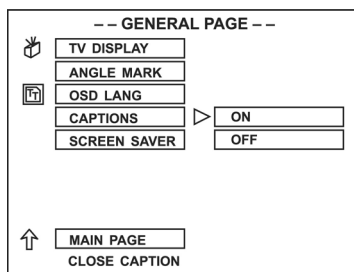 -- GENERAL PAGE --
TV DISPLAY
ANGLE MARK
OSD LANG
CAPTIONS ON
SCREEN SAVER OFF
MAIN PAGE
CLOSE CAPTION